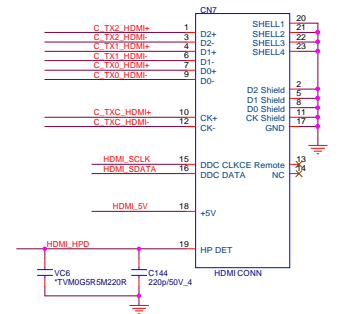 CN7
C_TX2_HDMI+ 1 D2+ SHELL1 20
C_TX2_HDMI- 3 D2- SHELL2 21
C_TX1_HDMI+ 4 D1+ SHELL3 22
C_TX1_HDMI- 6 D1- SHELL4 23
C_TX0_HDMI+ 7 D0+
C_TX0_HDMI- 9 D0-
D2 Shield 2
D1 Shield 5
D0 Shield 8
C_TXC_HDMI+ 10 CK+ CK Shield 11
C_TXC_HDMI- 12 CK- GND 17
HDMI_SCLK 15 DDC CLK CE Remote 13
HDMI_SDATA 16 DDC DATA NC 14
HDMI_5V 18 +5V
HDMI_HPD 19 HP DET
HDMI CONN
VC6 C144
*TVM0G5R5M220R 220p/50V_4